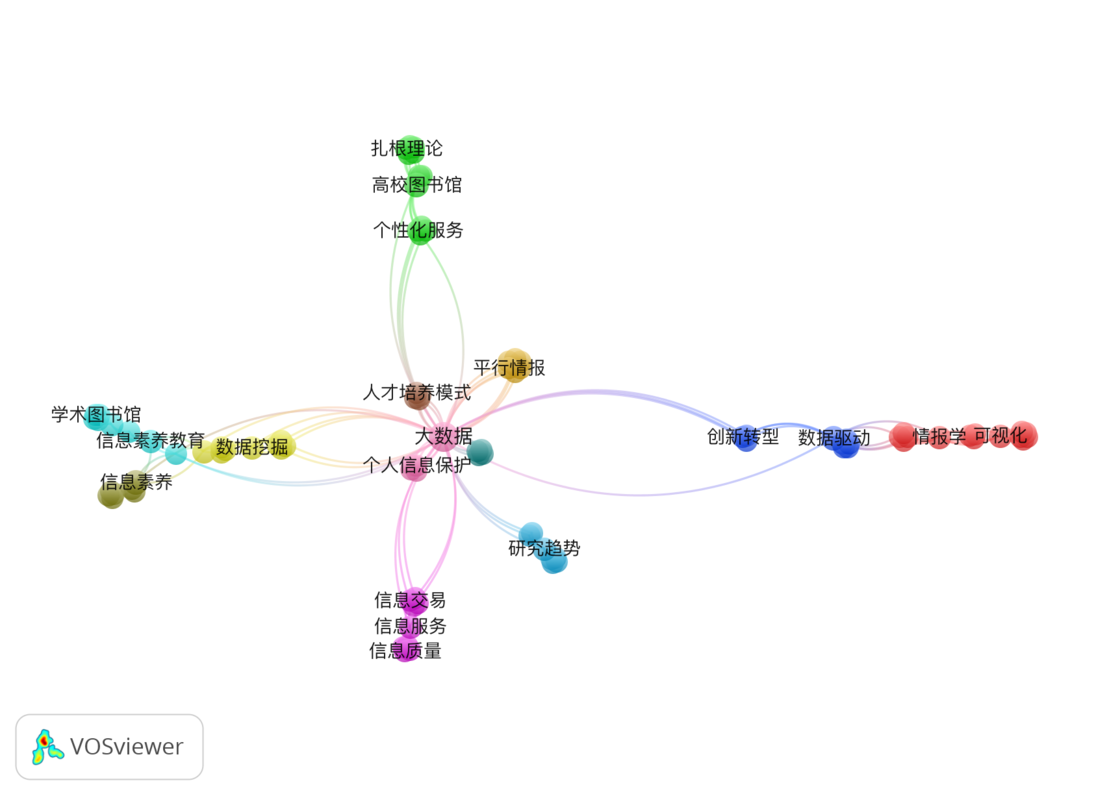 扎根理论
高校图书馆
个性化服务
平行情报
人才培养模式
学术图书馆
大数据
创新转型
数据驱动
情报学
可视化
信息素养教育
数据挖掘
个人信息保护
信息素养
研究趋势
信息交易
信息服务
信息质量
VOSviewer